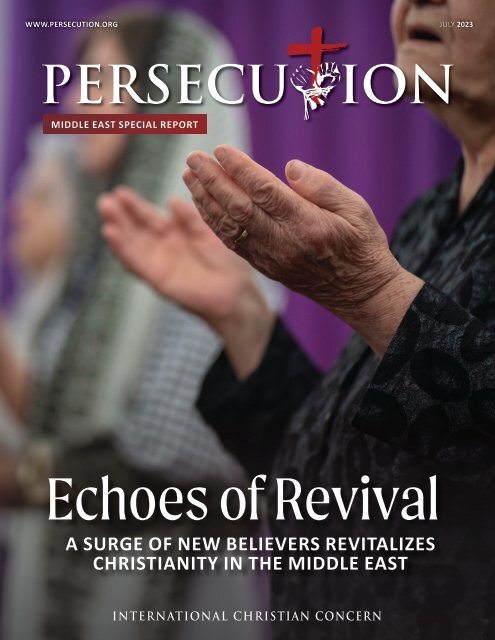 WWW.PERSECUTION.ORG
JULY 2023
PERSECUTION
MIDDLE EAST SPECIAL REPORT
Echoes of Revival
A SURGE OF NEW BELIEVERS REVITALIZES
CHRISTIANITY IN THE MIDDLE EAST
INTERNATIONAL CHRISTIAN CONCERN